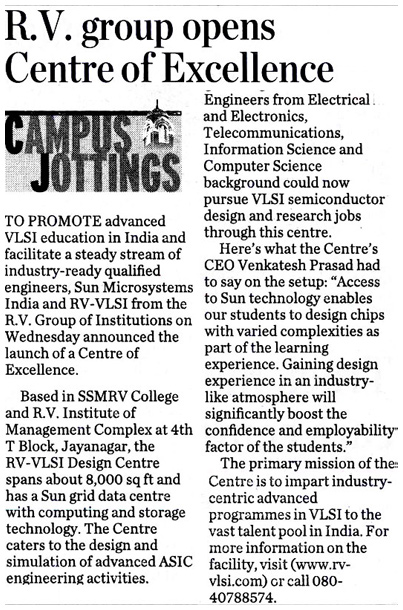 R.V. group opens
Centre of Excellence
CAMPUS
JOTTINGS
TO PROMOTE advanced
VLSI education in India and
facilitate a steady stream of
industry-ready qualified
engineers, Sun Microsystems
India and RV-VLSI from the
R.V. Group of Institutions on
Wednesday announced the
launch of a Centre of
Excellence.
Based in SSMRV College
and R.V. Institute of
Management Complex at 4th
T Block, Jayanagar, the
RV-VLSI Design Centre
spans about 8,000 sq ft and
has a Sun grid data centre
with computing and storage
technology. The Centre
caters to the design and
simulation of advanced ASIC
engineering activities.
Engineers from Electrical
and Electronics,
Telecommunications,
Information Science and
Computer Science
background could now
pursue VLSI semiconductor
design and research jobs
through this centre.
Here's what the Centre's
CEO Venkatesh Prasad had
to say on the setup: “Access
to Sun technology enables
our students to design chips
with varied complexities as
part of the learning
experience. Gaining design
experience in an industry-
like atmosphere will
significantly boost the
confidence and employability
factor of the students.”
The primary mission of the
Centre is to impart industry-
centric advanced
programmes in VLSI to the
vast talent pool in India. For
more information on the
facility, visit (www.rv-
vlsi.com) or call 080-
40788574.